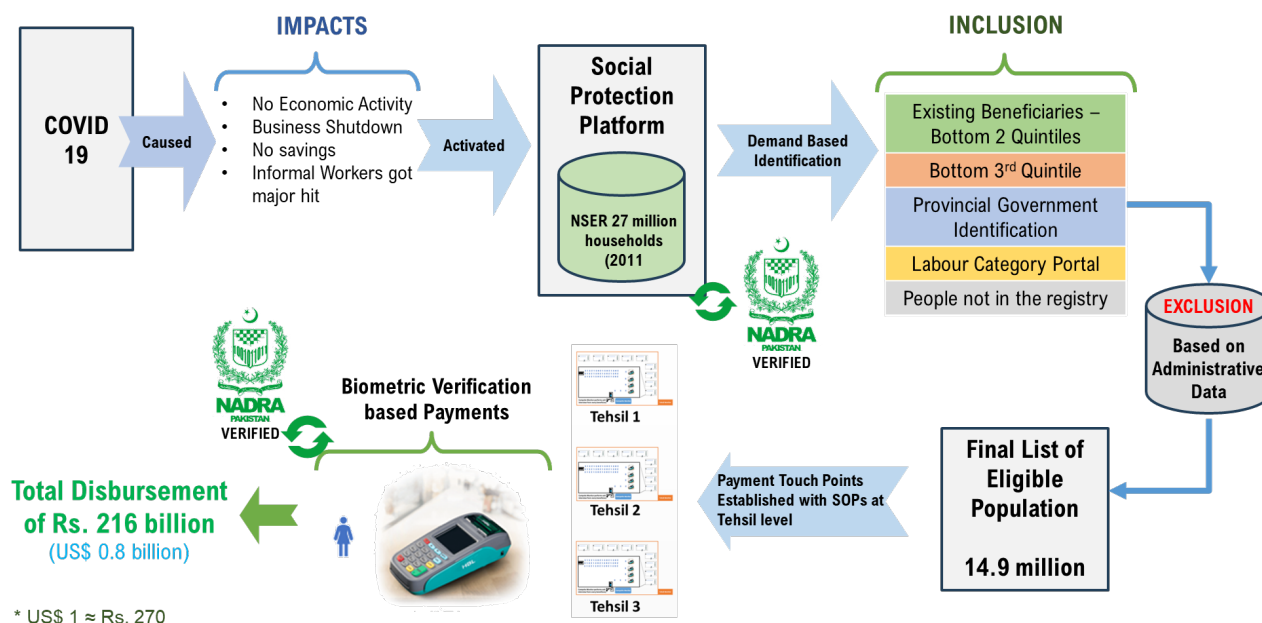 IMPACTS
INCLUSION
COVID
19
Caused
• No Economic Activity
• Business Shutdown
• No savings
• Informal Workers got
major hit
Activated
Social
Protection
Platform
NSER 27 million
households
(2011
Demand Based
Identification
Existing Beneficiaries –
Bottom 2 Quintiles
Bottom 3rd Quintile
Provincial Government
Identification
Labour Category Portal
People not in the registry
NADRA
PAKISTAN
VERIFIED
EXCLUSION
Based on
Administrative
Data
Final List of
Eligible
Population
14.9 million
Payment Touch Points
Established with SOPs at
Tehsil level
Tehsil 1
Tehsil 2
Tehsil 3
Biometric Verification
based Payments
NADRA
PAKISTAN
VERIFIED
Total Disbursement
of Rs. 216 billion
(US$ 0.8 billion)
* US$ 1 ≈ Rs. 270